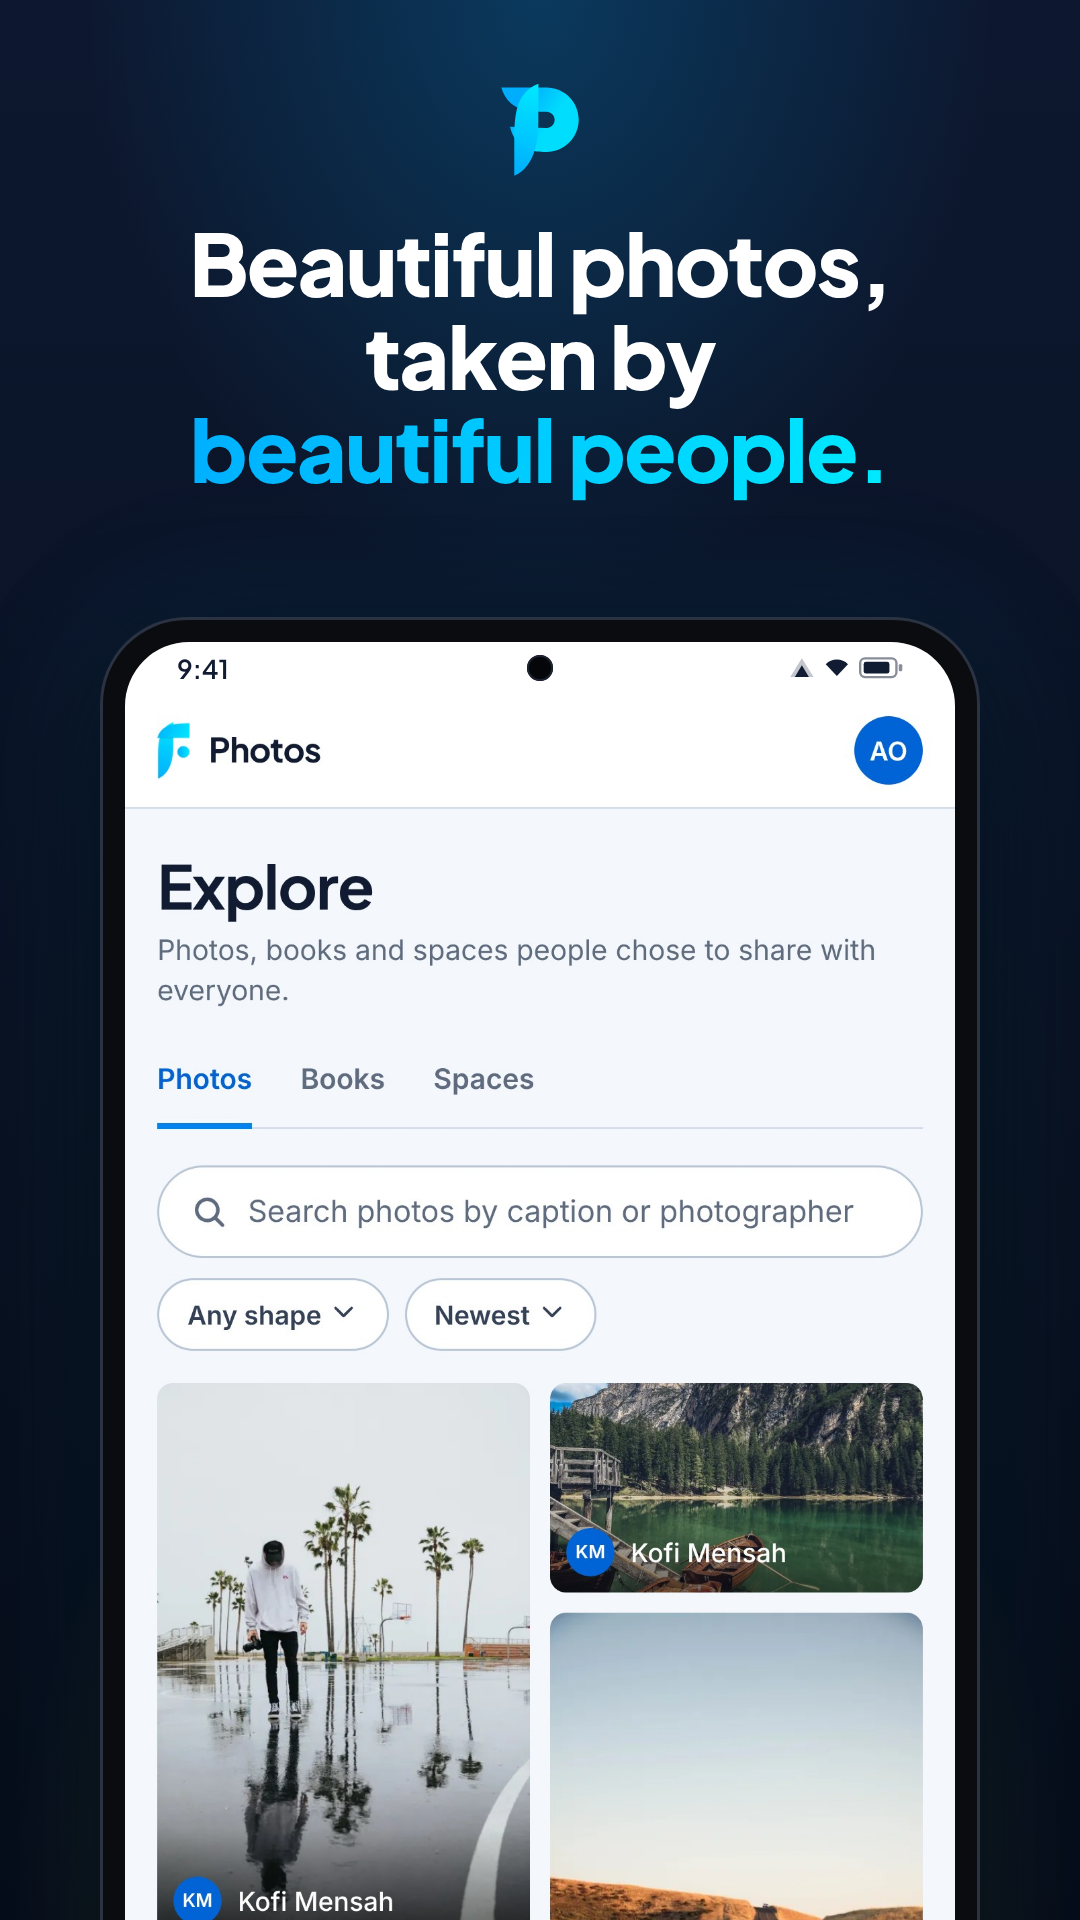 Beautiful photos,
taken by
beautiful people.
9:41
Photos
AO
Explore
Photos, books and spaces people chose to share with
everyone.
Photos Books Spaces
Search photos by caption or photographer
Any shape Newest
KM Kofi Mensah
KM Kofi Mensah